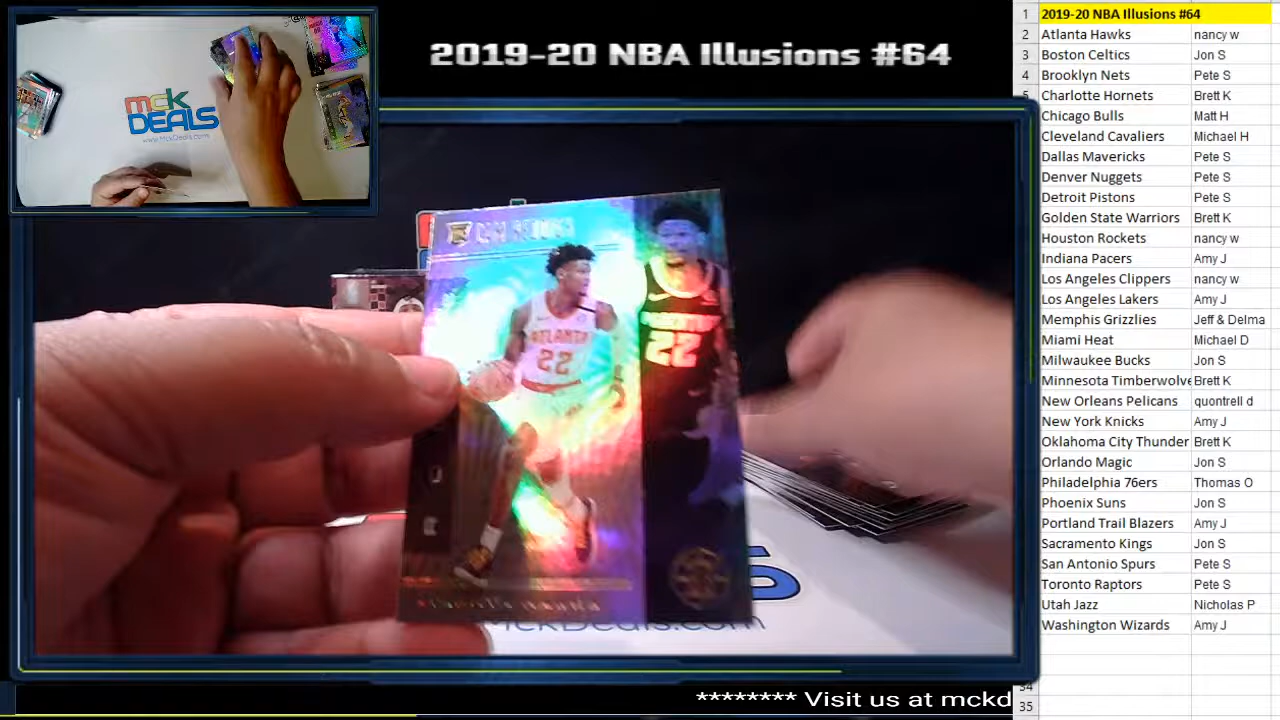 2019-20 NBA Illusions #64
mck
DEALS
www.MckDeals.com
ATLANTA
22
22
mckDeals.com
******** Visit us at mckd
1 2019-20 NBA Illusions #64
2 Atlanta Hawks nancy w
3 Boston Celtics Jon S
4 Brooklyn Nets Pete S
5 Charlotte Hornets Brett K
6 Chicago Bulls Matt H
Cleveland Cavaliers Michael H
Dallas Mavericks Pete S
Denver Nuggets Pete S
Detroit Pistons Pete S
Golden State Warriors Brett K
Houston Rockets nancy w
Indiana Pacers Amy J
Los Angeles Clippers nancy w
Los Angeles Lakers Amy J
Memphis Grizzlies Jeff & Delma
Miami Heat Michael D
Milwaukee Bucks Jon S
Minnesota Timberwolve Brett K
New Orleans Pelicans quontrell d
New York Knicks Amy J
Oklahoma City Thunder Brett K
Orlando Magic Jon S
Philadelphia 76ers Thomas O
Phoenix Suns Jon S
Portland Trail Blazers Amy J
Sacramento Kings Jon S
San Antonio Spurs Pete S
Toronto Raptors Pete S
Utah Jazz Nicholas P
Washington Wizards Amy J
34
35